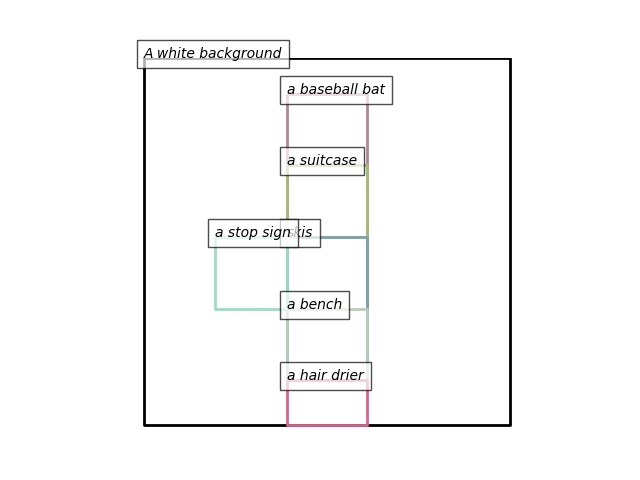 A white background
a baseball bat
a suitcase
a stop sign
skis
a bench
a hair drier